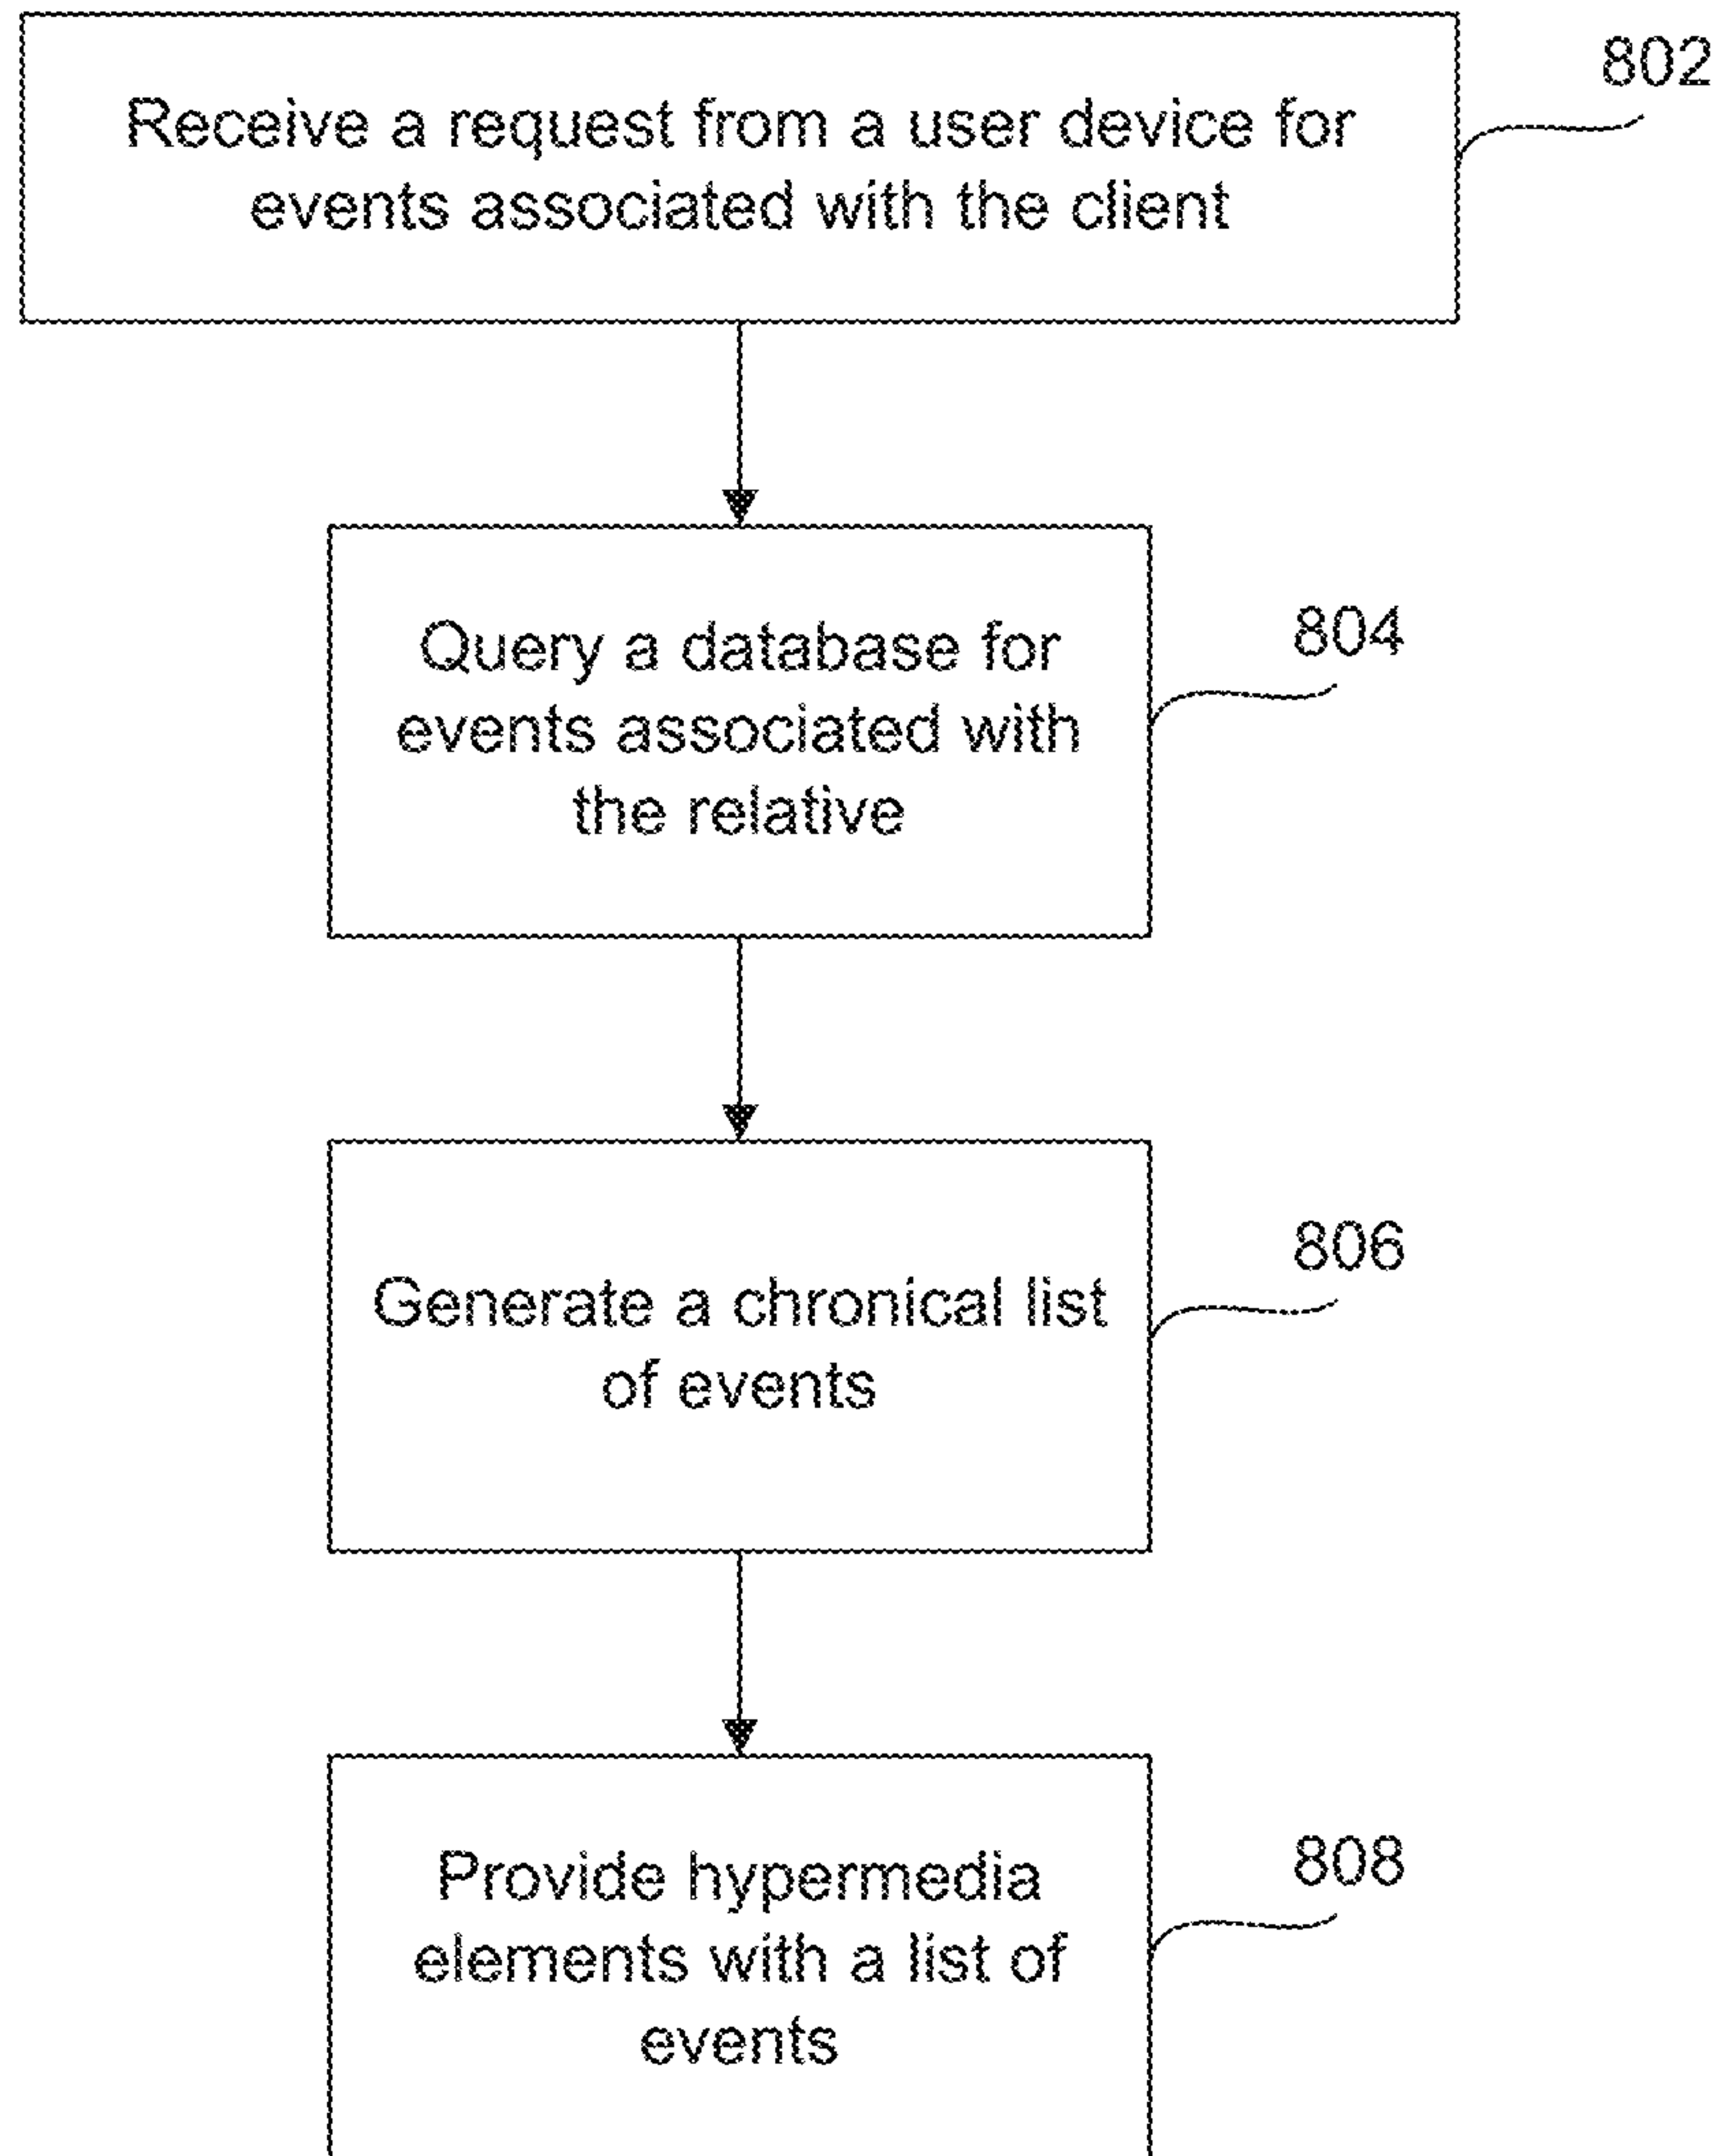 802
Receive a request from a user device for
events associated with the client
804
Query a database for
events associated with
the relative
806
Generate a chronical list
of events
808
Provide hypermedia
elements with a list of
events